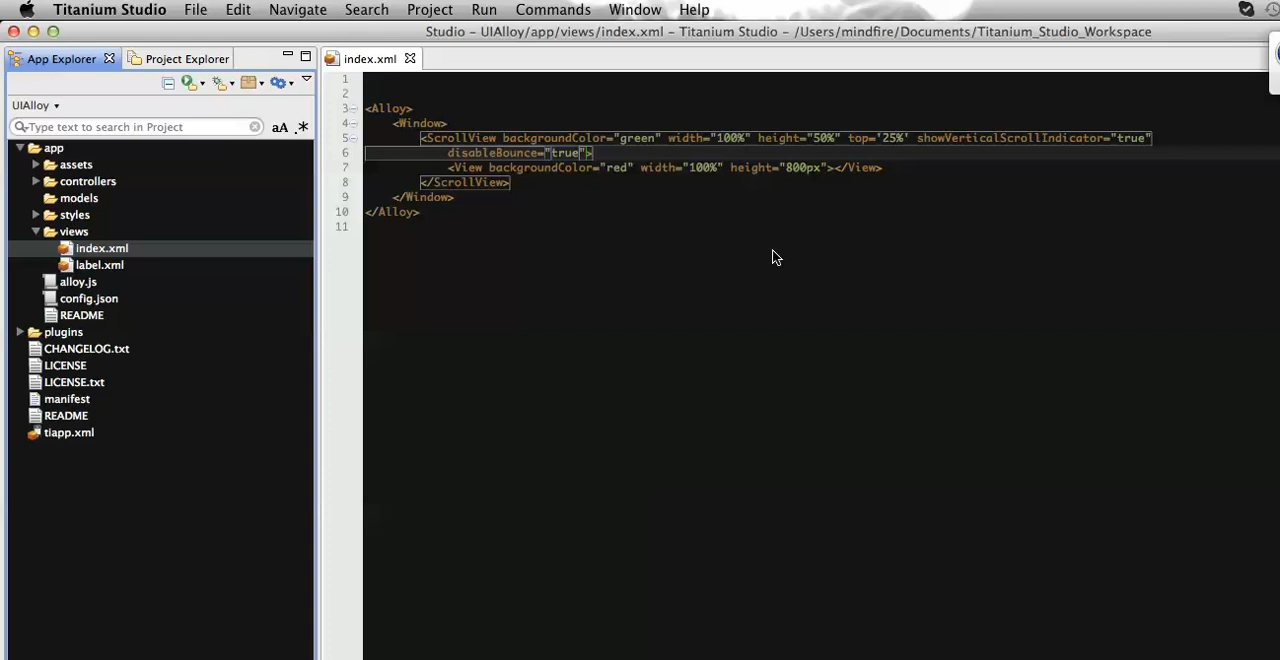 Titanium Studio File Edit Navigate Search Project Run Commands Window Help
Studio - UIAlloy/app/views/index.xml - Titanium Studio - /Users/mindfire/Documents/Titanium_Studio_Workspace
App Explorer Project Explorer
UIAlloy
Type text to search in Project aA .*
app
assets
controllers
models
styles
views
index.xml
label.xml
alloy.js
config.json
README
plugins
CHANGELOG.txt
LICENSE
LICENSE.txt
manifest
README
tiapp.xml
index.xml
1
2
3 <Alloy>
4 <Window>
5 <ScrollView backgroundColor="green" width="100%" height="50%" top='25%' showVerticalScrollIndicator="true"
6 disableBounce="true">
7 <View backgroundColor="red" width="100%" height="800px"></View>
8 </ScrollView>
9 </Window>
10 </Alloy>
11